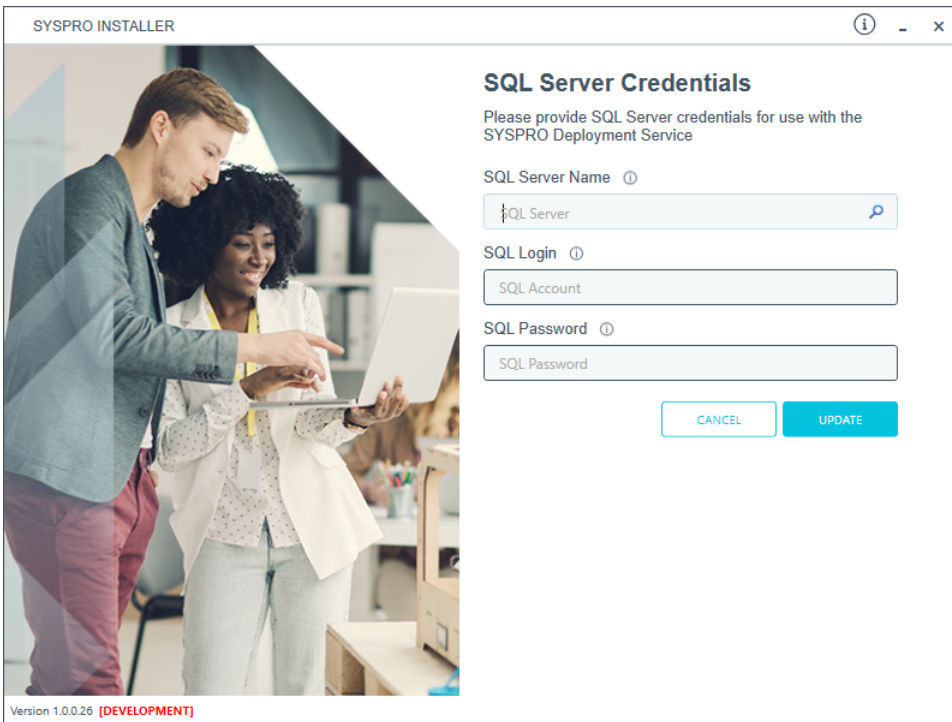 SYSPRO INSTALLER
SQL Server Credentials
Please provide SQL Server credentials for use with the
SYSPRO Deployment Service
SQL Server Name
SQL Server
SQL Login
SQL Account
SQL Password
SQL Password
CANCEL
UPDATE
Version 1.0.0.26 [DEVELOPMENT]